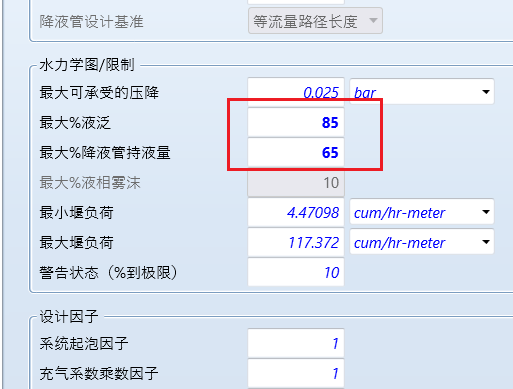 降液管设计基准 等流量路径长度
水力学图/限制
最大可承受的压降 0.025 bar
最大%液泛 85
最大%降液管持液量 65
最大%液相雾沫 10
最小堰负荷 4.47098 cum/hr-meter
最大堰负荷 117.372 cum/hr-meter
警告状态（%到极限） 10
设计因子
系统起泡因子 1
充气系数乘数因子 1